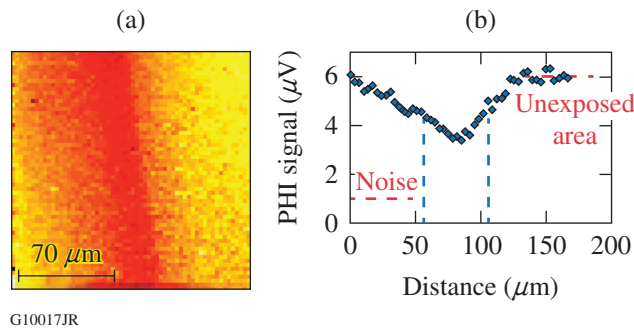 (a)
70 μm
G10017JR
(b)
PHI signal (μV)
6
4
2
0
Unexposed
area
Noise
0
50
100
150
200
Distance (μm)